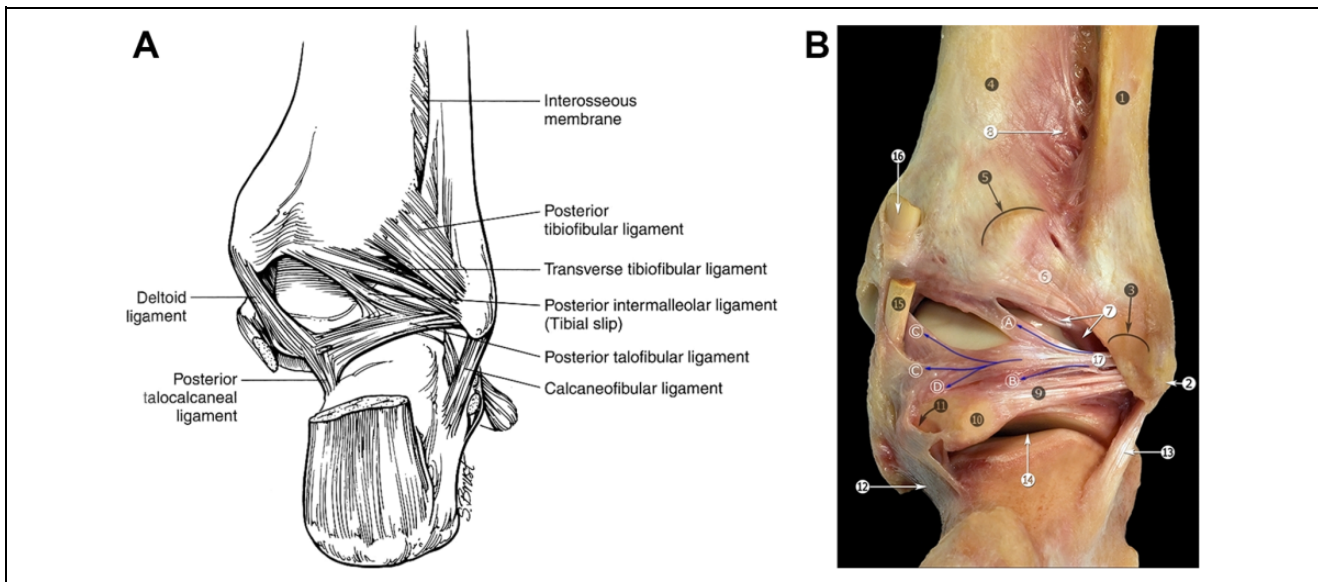 A
Interosseous
membrane
Posterior
tibiofibular ligament
Transverse tibiofibular ligament
Deltoid
ligament
Posterior intermalleolar ligament
(Tibial slip)
Posterior talofibular ligament
Posterior
talocalcaneal
ligament
Calcaneofibular ligament
B
4
1
8
16
5
6
3
15
7
A
C
17
C
D
B
2
9
11
10
13
12
14